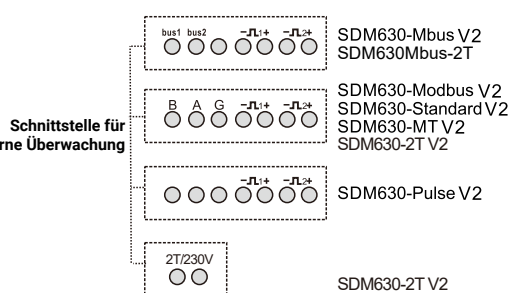 bus1 bus2 − 1+ − 2+
SDM630-Mbus V2
SDM630Mbus-2T
B A G − 1+ − 2+
SDM630-Modbus V2
SDM630-Standard V2
SDM630-MT V2
SDM630-2T V2
Schnittstelle für
rne Überwachung
− 1+ − 2+
SDM630-Pulse V2
2T/230V
SDM630-2T V2